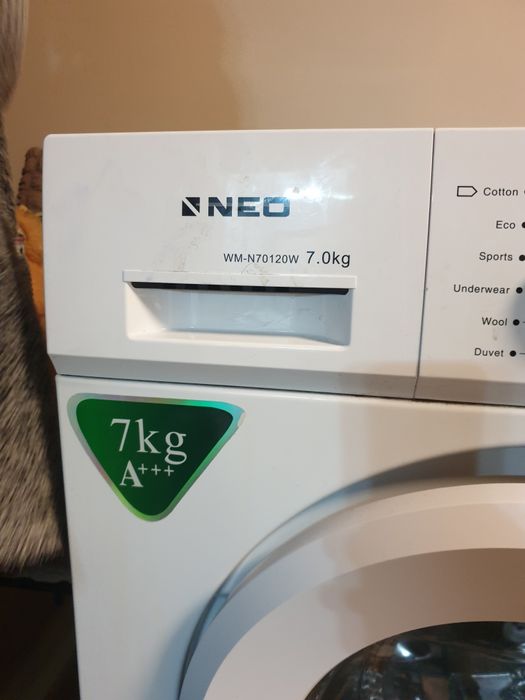 NEO
WM-N70120W 7.0kg
Cotton
Eco
Sports
Underwear
Wool
Duvet
7kg
A+++